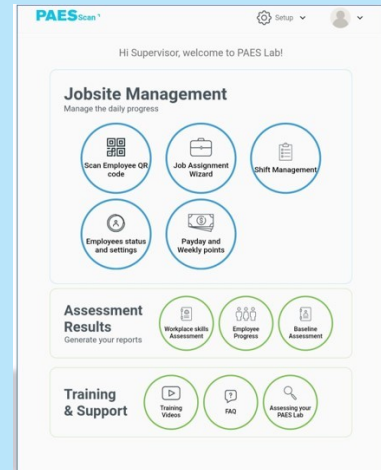 PAES Scan
Setup
Hi Supervisor, welcome to PAES Lab!
Jobsite Management
Manage the daily progress
Scan Employee QR
code
Job Assignment
Wizard
Shift Management
Employees status
and settings
Payday and
Weekly points
Assessment
Results
Generate your reports
Workplace skills
Assessment
Employee
Progress
Baseline
Assessment
Training
& Support
Training
Videos
FAQ
Assessing your
PAES Lab